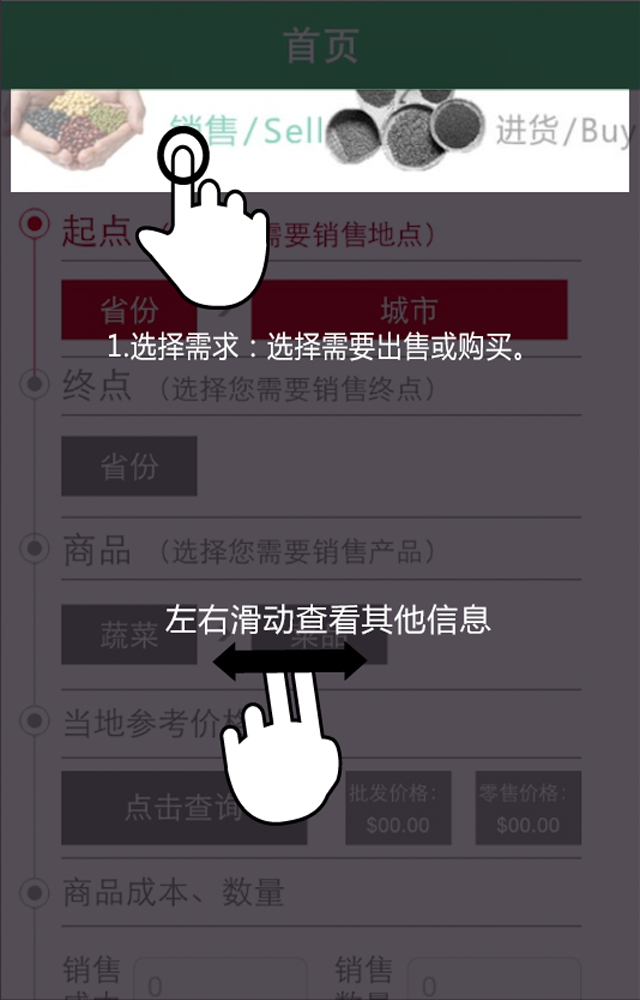 首页
销售/Sell
进货/Buy
起点
需要销售地点）
省份
城市
1.选择需求：选择需要出售或购买。
终点 （选择您需要销售终点）
省份
商品 （选择您需要销售产品）
左右滑动查看其他信息
蔬菜
菜品
当地参考价格
点击查询
批发价格：
$00.00
零售价格：
$00.00
商品成本、数量
销售
成本
0
销售
数量
0